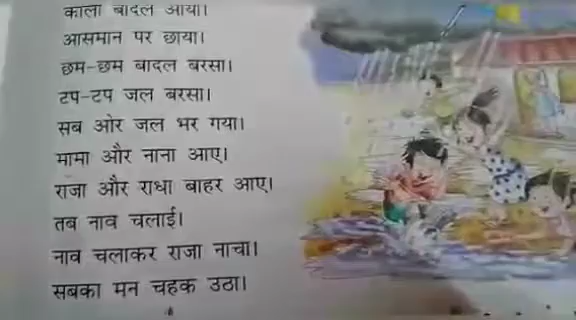 काला बादल आया।
आसमान पर छाया।
छम-छम बादल बरसा।
टप-टप जल बरसा।
सब ओर जल भर गया।
मामा और नाना आए।
राजा और राधा बाहर आए।
तब नाव चलाई।
नाव चलाकर राजा नाचा।
सबका मन चहक उठा।